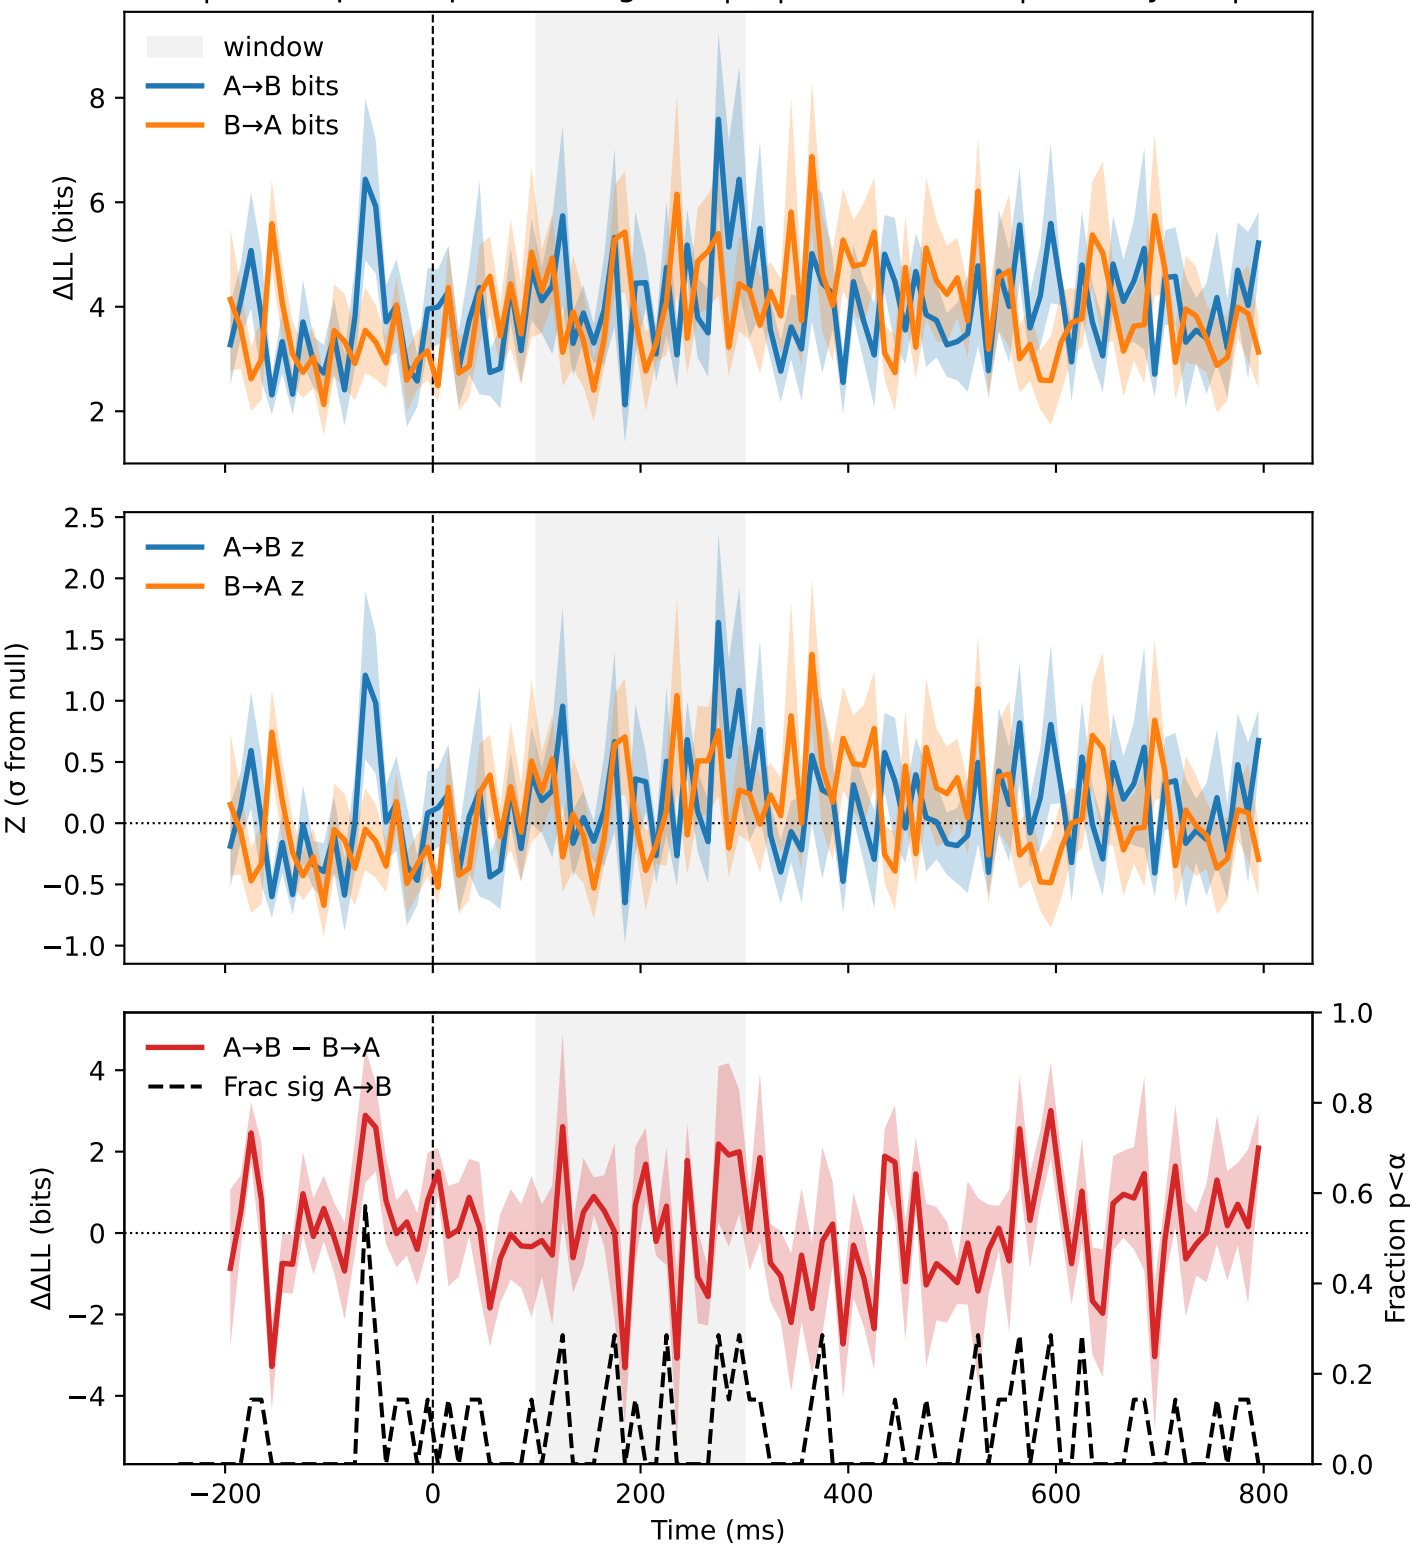 window
A→B bits
B→A bits
ΔLL (bits)
8
6
4
2
A→B z
B→A z
Z (σ from null)
2.5
2.0
1.5
1.0
0.5
0.0
−0.5
−1.0
A→B − B→A
Frac sig A→B
ΔΔLL (bits)
4
2
0
−2
−4
1.0
0.8
0.6
0.4
0.2
0.0
Fraction p<α
−200
0
200
400
600
800
Time (ms)